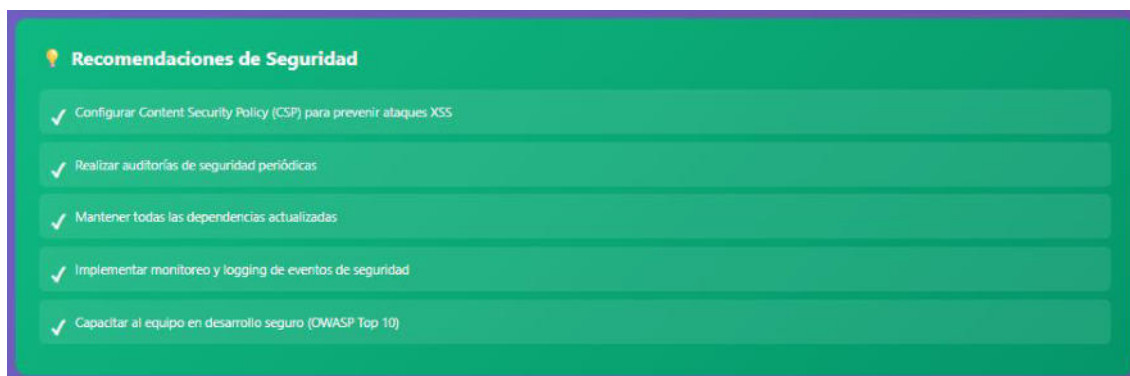 Recomendaciones de Seguridad
Configurar Content Security Policy (CSP) para prevenir ataques XSS
Realizar auditorías de seguridad periódicas
Mantener todas las dependencias actualizadas
Implementar monitoreo y logging de eventos de seguridad
Capacitar al equipo en desarrollo seguro (OWASP Top 10)